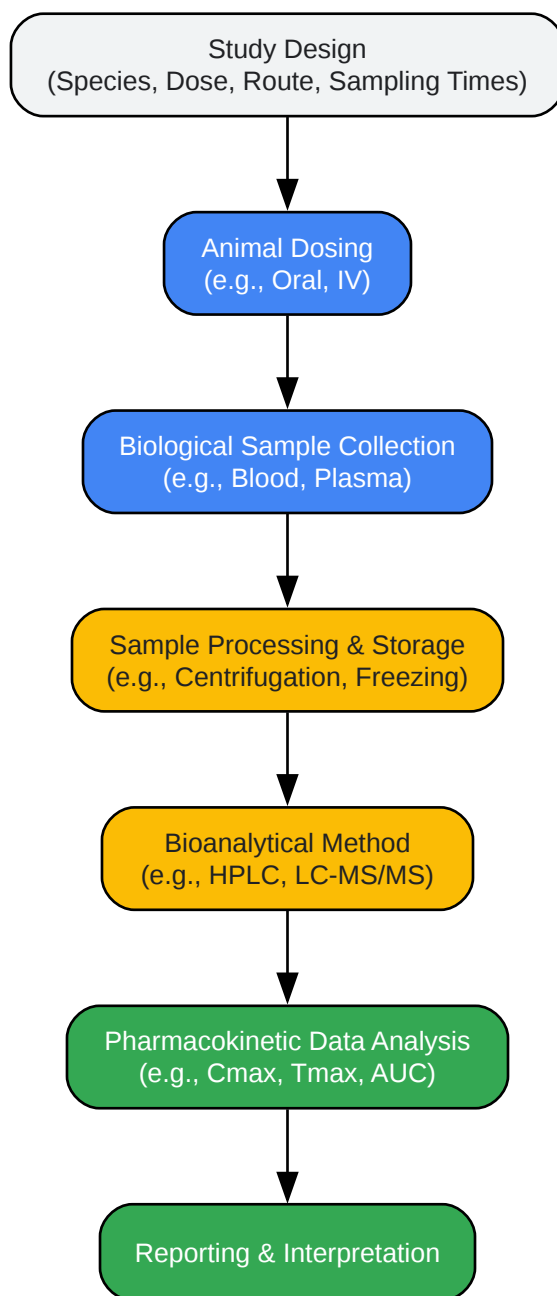 Study Design
(Species, Dose, Route, Sampling Times)
Animal Dosing
(e.g., Oral, IV)
Biological Sample Collection
(e.g., Blood, Plasma)
Sample Processing & Storage
(e.g., Centrifugation, Freezing)
Bioanalytical Method
(e.g., HPLC, LC-MS/MS)
Pharmacokinetic Data Analysis
(e.g., Cmax, Tmax, AUC)
Reporting & Interpretation